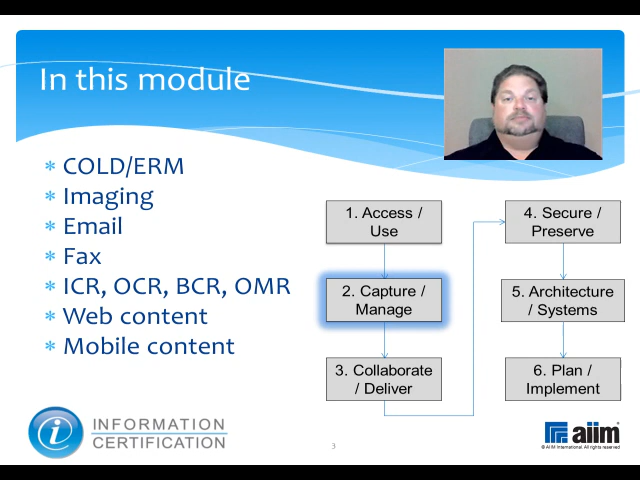 In this module
COLD/ERM
Imaging
Email
Fax
ICR, OCR, BCR, OMR
Web content
Mobile content
1. Access /
Use
2. Capture /
Manage
3. Collaborate
/ Deliver
4. Secure /
Preserve
5. Architecture
/ Systems
6. Plan /
Implement
i
INFORMATION
CERTIFICATION
3
aiim
© AIIM International. All rights reserved